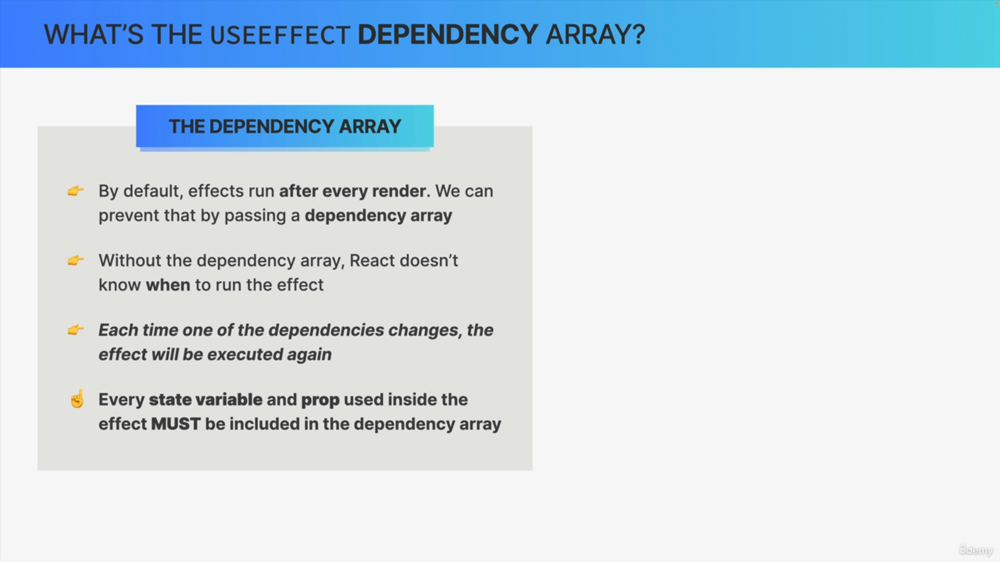 WHAT’S THE USEEFFECT DEPENDENCY ARRAY?
THE DEPENDENCY ARRAY
👉 By default, effects run after every render. We can
prevent that by passing a dependency array
👉 Without the dependency array, React doesn’t
know when to run the effect
👉 Each time one of the dependencies changes, the
effect will be executed again
☝️ Every state variable and prop used inside the
effect MUST be included in the dependency array
ûdemy